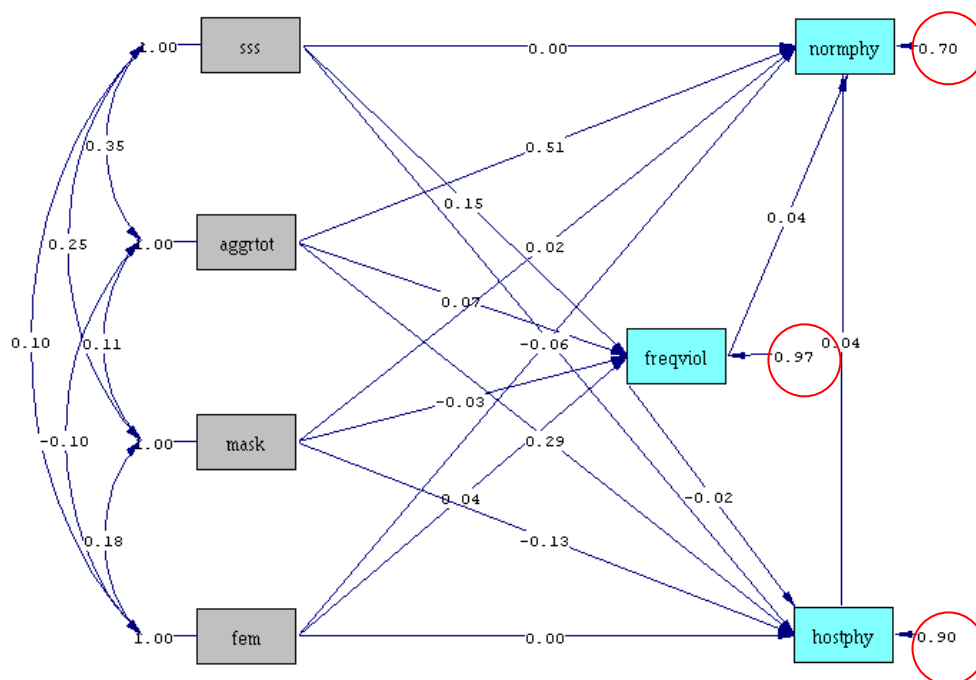 1.00 sss 0.00 normphy 0.70
0.35
0.51
0.15
0.04
1.00 aggrtot 0.25 0.02
0.07
0.10 0.11 -0.06 freqviol 0.97 0.04
-0.03
-0.10 1.00 mask 0.29
0.04 -0.02
0.18 -0.13
1.00 fem 0.00 hostphy 0.90